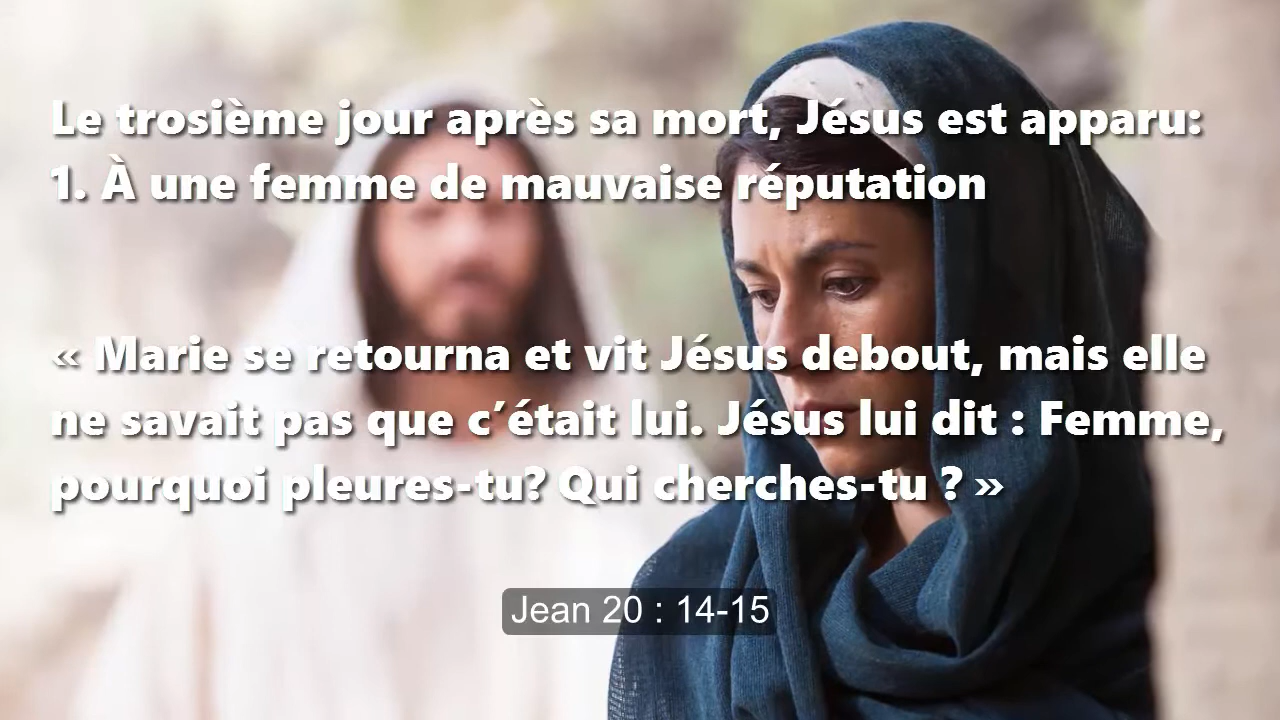 Le trosième jour après sa mort, Jésus est apparu:
1. À une femme de mauvaise réputation
« Marie se retourna et vit Jésus debout, mais elle
ne savait pas que c’était lui. Jésus lui dit : Femme,
pourquoi pleures-tu? Qui cherches-tu ? »
Jean 20 : 14-15